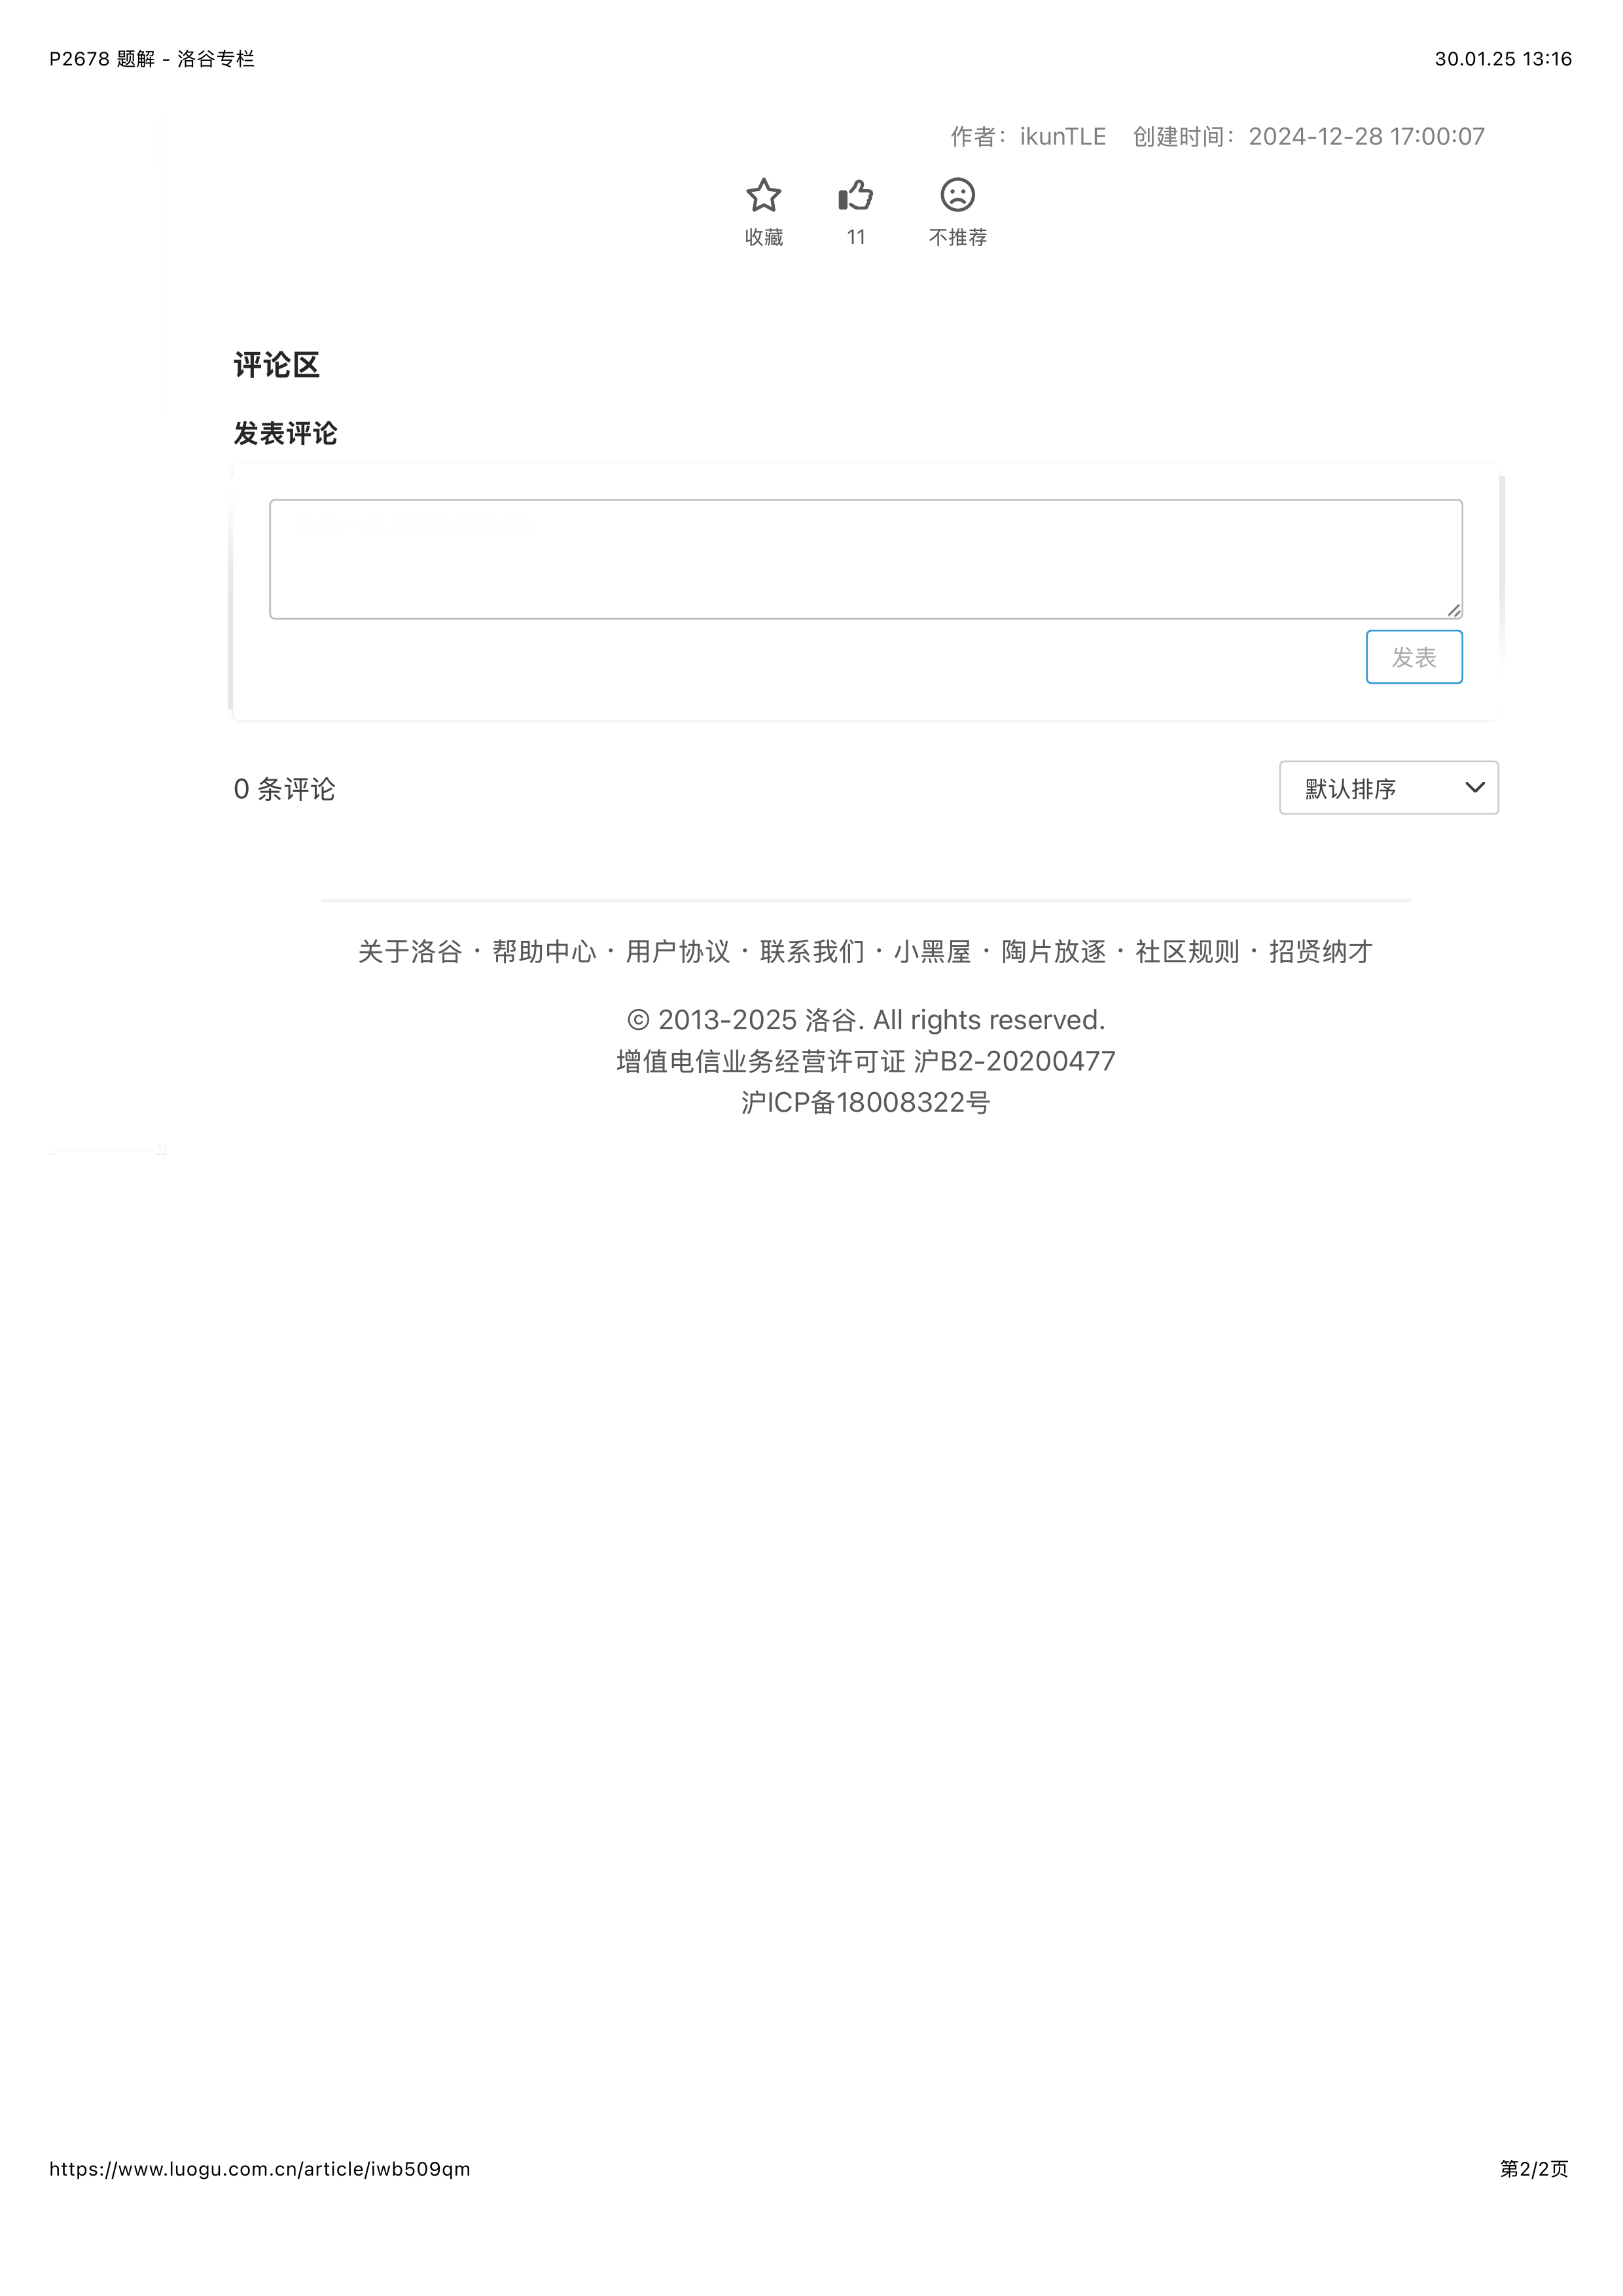 P2678 题解 - 洛谷专栏 30.01.25 13:16
作者：ikunTLE 创建时间：2024-12-28 17:00:07
收藏 11 不推荐
评论区
发表评论
发表
0 条评论 默认排序
关于洛谷 · 帮助中心 · 用户协议 · 联系我们 · 小黑屋 · 陶片放逐 · 社区规则 · 招贤纳才
© 2013-2025 洛谷. All rights reserved.
增值电信业务经营许可证 沪B2-20200477
沪ICP备18008322号
https://www.luogu.com.cn/article/iwb509qm 第2/2页